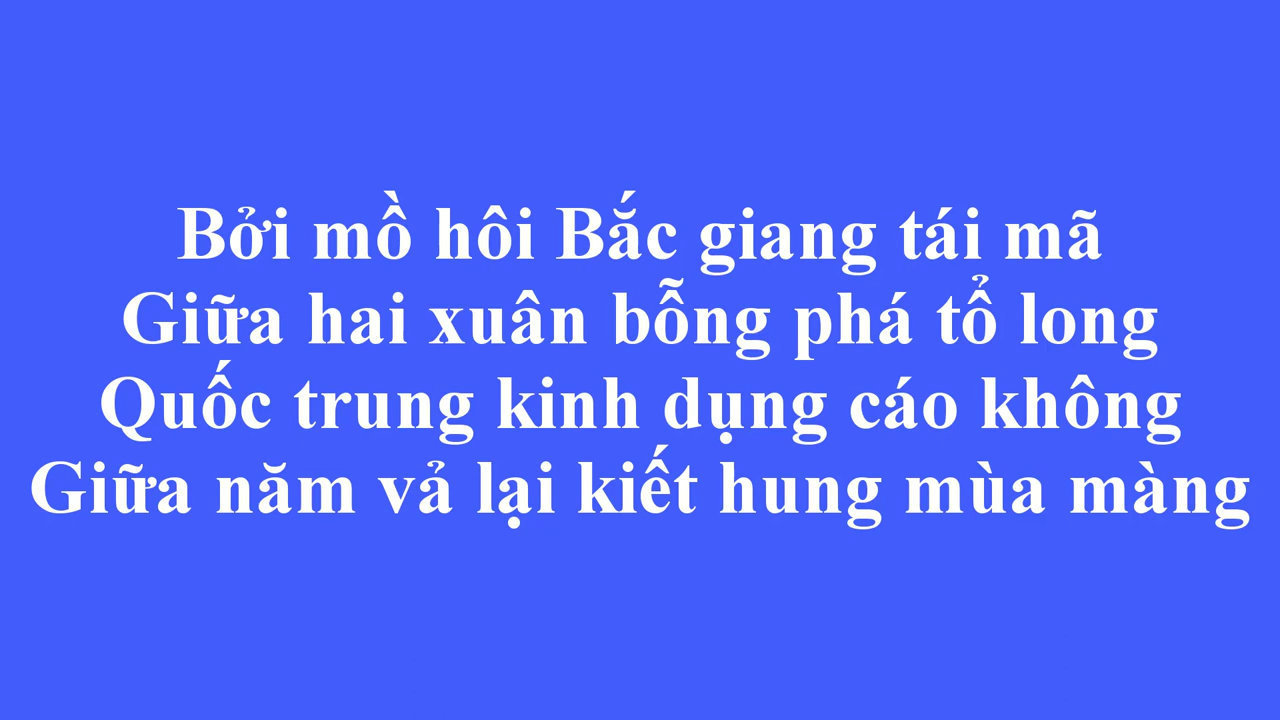 Bởi mồ hôi Bắc giang tái mã
Giữa hai xuân bỗng phá tổ long
Quốc trung kinh dụng cáo không
Giữa năm vả lại kiết hung mùa màng